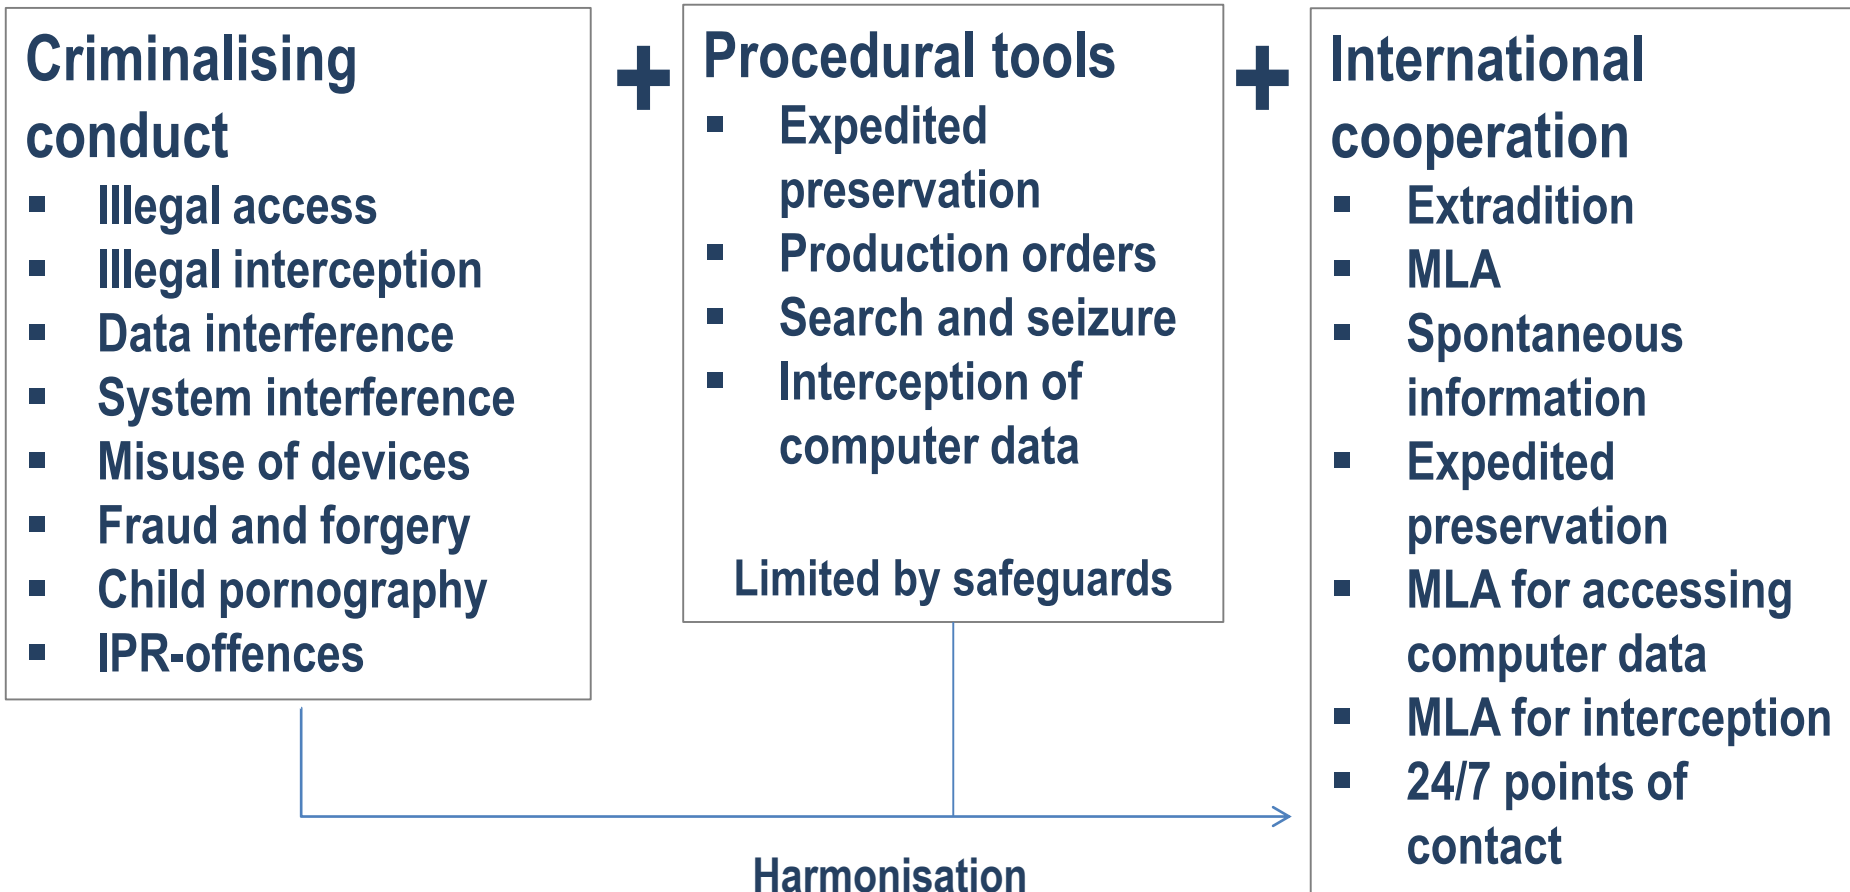 Criminalising
conduct
▪ Illegal access
▪ Illegal interception
▪ Data interference
▪ System interference
▪ Misuse of devices
▪ Fraud and forgery
▪ Child pornography
▪ IPR-offences
+
Procedural tools
▪ Expedited
preservation
▪ Production orders
▪ Search and seizure
▪ Interception of
computer data
Limited by safeguards
+
International
cooperation
▪ Extradition
▪ MLA
▪ Spontaneous
information
▪ Expedited
preservation
▪ MLA for accessing
computer data
▪ MLA for interception
▪ 24/7 points of
contact
Harmonisation